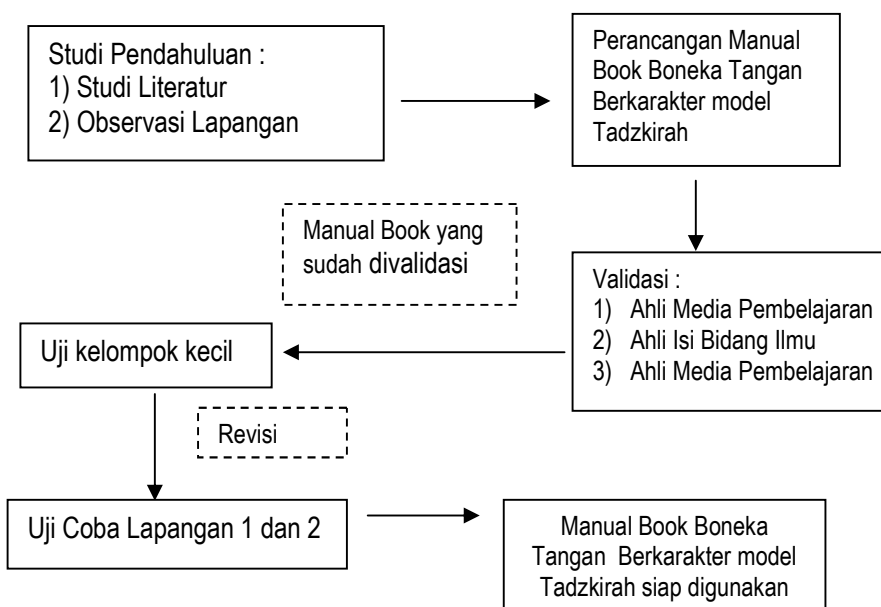 Studi Pendahuluan :
1) Studi Literatur
2) Observasi Lapangan
Perancangan Manual
Book Boneka Tangan
Berkarakter model
Tadzkirah
Manual Book yang
sudah divalidasi
Validasi :
1) Ahli Media Pembelajaran
2) Ahli Isi Bidang Ilmu
3) Ahli Media Pembelajaran
Uji kelompok kecil
Revisi
Uji Coba Lapangan 1 dan 2
Manual Book Boneka
Tangan Berkarakter model
Tadzkirah siap digunakan